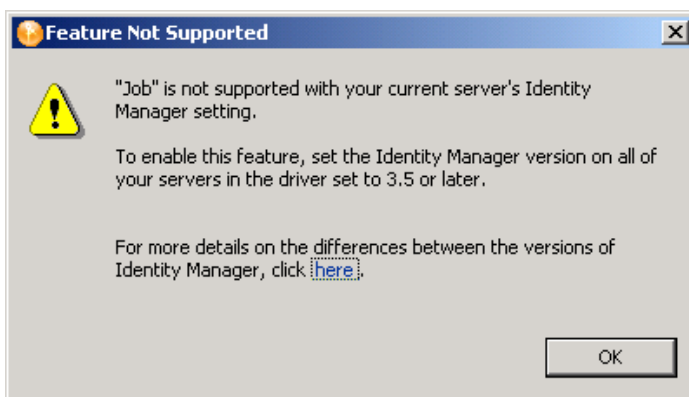 Feature Not Supported
"Job" is not supported with your current server's Identity
Manager setting.
To enable this feature, set the Identity Manager version on all of
your servers in the driver set to 3.5 or later.
For more details on the differences between the versions of
Identity Manager, click here.
OK